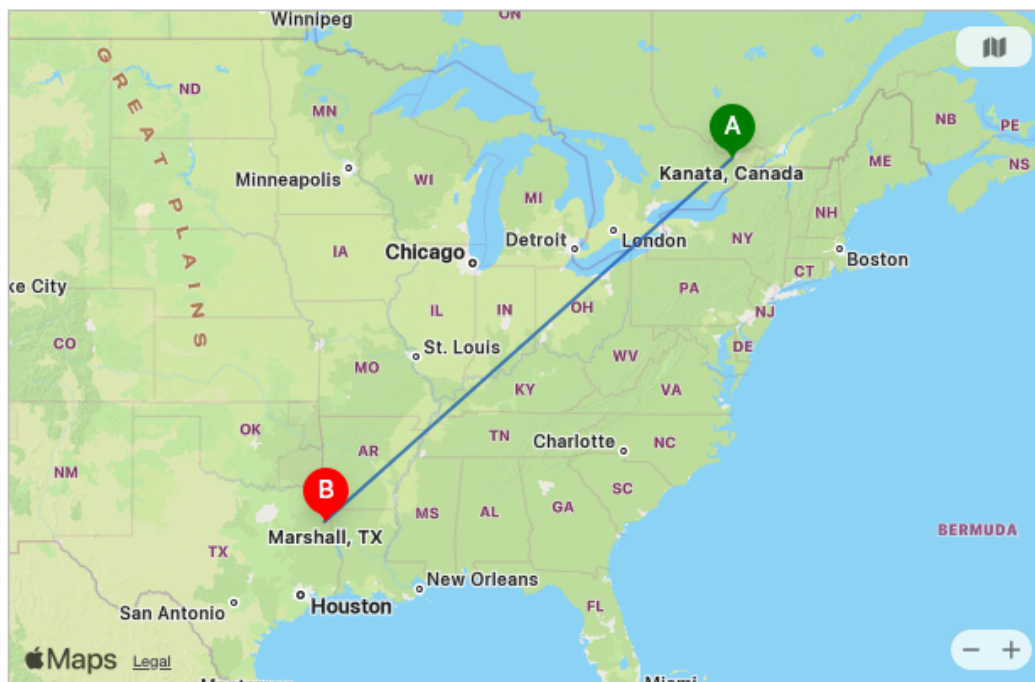 ON
Winnipeg
GREAT PLAINS
ND
MN
A
NB
PE
Kanata, Canada
ME
NS
Minneapolis
WI
MI
NH
Detroit
London
NY
IA
Chicago
Boston
CT
ke City
PA
IL
IN
OH
NJ
CO
St. Louis
DE
MO
WV
KY
VA
OK
TN
Charlotte
NC
AR
NM
B
SC
MS
AL
GA
BERMUDA
Marshall, TX
TX
New Orleans
Houston
FL
San Antonio
Maps
Legal
Miami